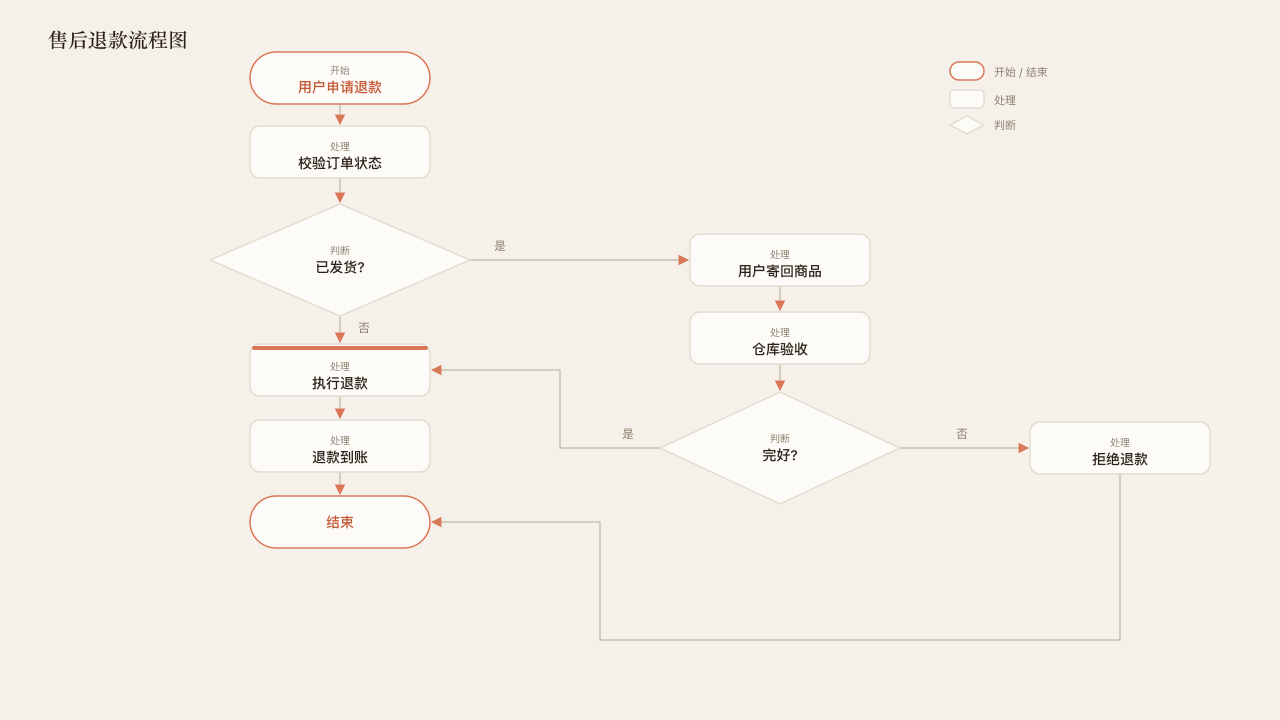 售后退款流程图
开始
用户申请退款
处理
校验订单状态
判断
已发货?
是
否
处理
用户寄回商品
处理
仓库验收
判断
完好?
是
否
处理
拒绝退款
处理
执行退款
处理
退款到账
结束
开始 / 结束
处理
判断